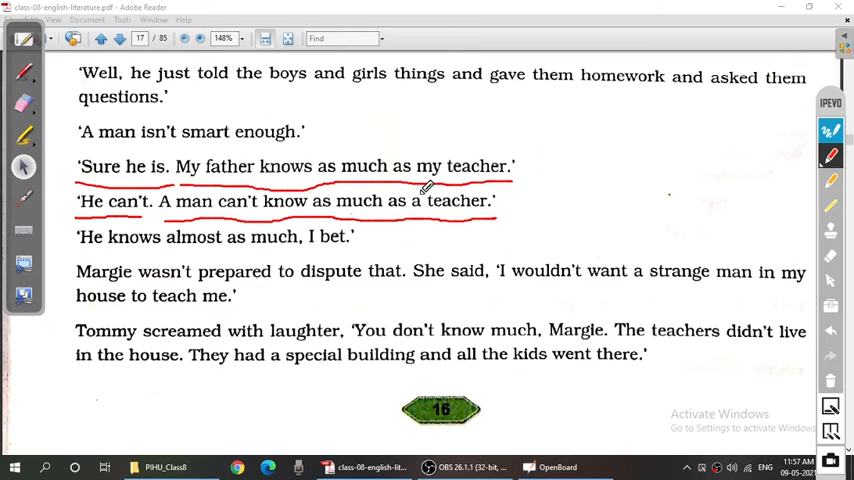 class-08-english-literature.pdf - Adobe Reader
Document Tools Window
17 / 85 148% Find
IPEVO
‘Well, he just told the boys and girls things and gave them homework and asked them
questions.’
‘A man isn’t smart enough.’
‘Sure he is. My father knows as much as my teacher.’
‘He can’t. A man can’t know as much as a teacher.’
‘He knows almost as much, I bet.’
Margie wasn’t prepared to dispute that. She said, ‘I wouldn’t want a strange man in my
house to teach me.’
Tommy screamed with laughter, ‘You don’t know much, Margie. The teachers didn’t live
in the house. They had a special building and all the kids went there.’
16
Activate Windows
Go to Settings to activate Windows.
PIHU_Class8 class-08-english-lit... OBS 26.1.1 (32-bit, ... OpenBoard ENG 11:57 AM
09-05-2021